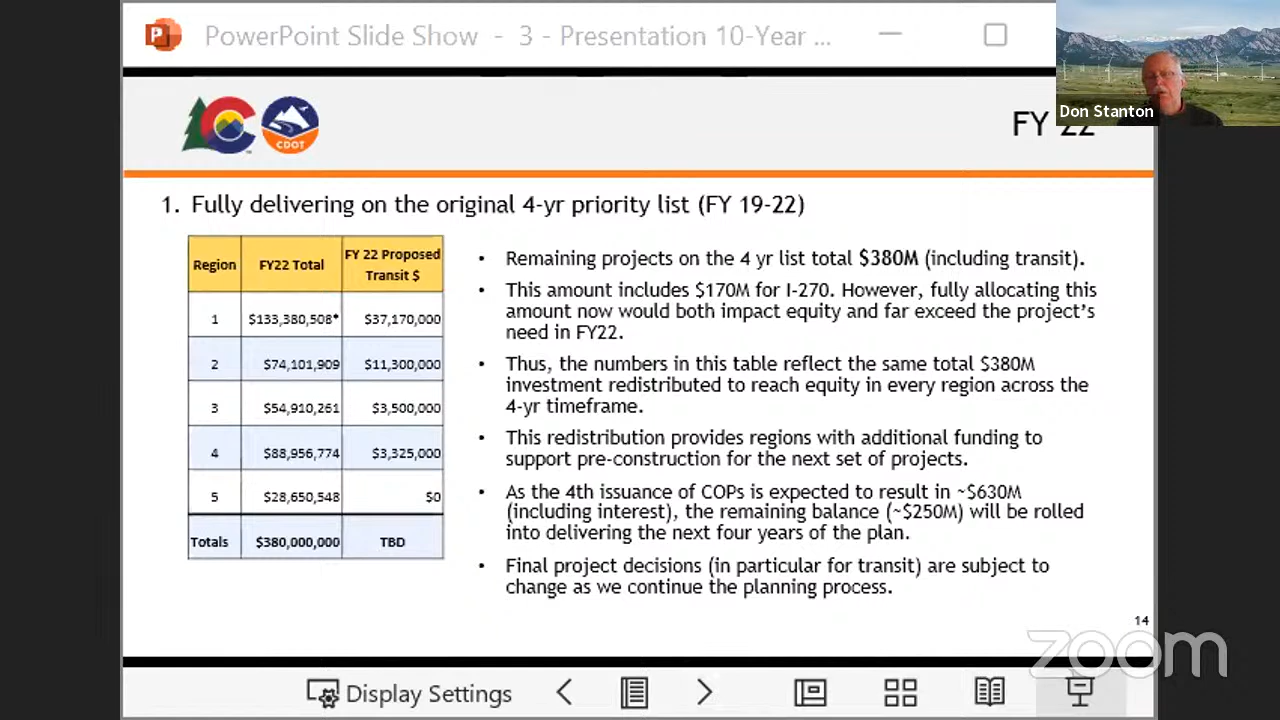 PowerPoint Slide Show - 3 - Presentation 10-Year ...
Don Stanton
CDOT
FY 22
1. Fully delivering on the original 4-yr priority list (FY 19-22)
Region FY22 Total FY 22 Proposed Transit $
1 $133,380,508* $37,170,000
2 $74,101,909 $11,300,000
3 $54,910,261 $3,500,000
4 $88,956,774 $3,325,000
5 $28,650,548 $0
Totals $380,000,000 TBD
• Remaining projects on the 4 yr list total $380M (including transit).
• This amount includes $170M for I-270. However, fully allocating this
amount now would both impact equity and far exceed the project's
need in FY22.
• Thus, the numbers in this table reflect the same total $380M
investment redistributed to reach equity in every region across the
4-yr timeframe.
• This redistribution provides regions with additional funding to
support pre-construction for the next set of projects.
• As the 4th issuance of COPs is expected to result in ~$630M
(including interest), the remaining balance (~$250M) will be rolled
into delivering the next four years of the plan.
• Final project decisions (in particular for transit) are subject to
change as we continue the planning process.
14
zoom
Display Settings